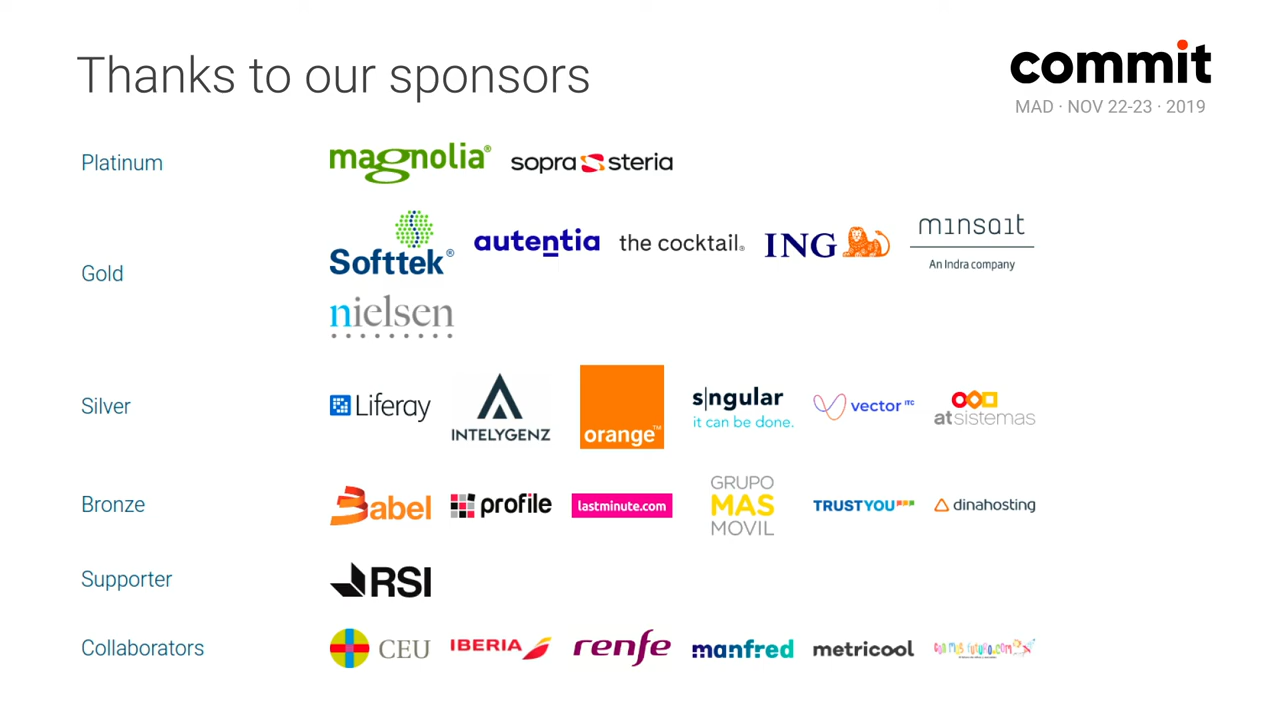 Thanks to our sponsors
commit
MAD · NOV 22-23 · 2019
Platinum
magnolia®
sopra steria
Gold
Softtek®
autentia
the cocktail®
ING
minsait
An Indra company
nielsen
Silver
Liferay
INTELYGENZ
orange™
s|ngular
it can be done.
vector ITC
atsistemas
Bronze
Babel
profile
lastminute.com
GRUPO
MAS
MOVIL
TRUSTYOU
dinahosting
Supporter
RSI
Collaborators
CEU
IBERIA
renfe
manfred
metricool